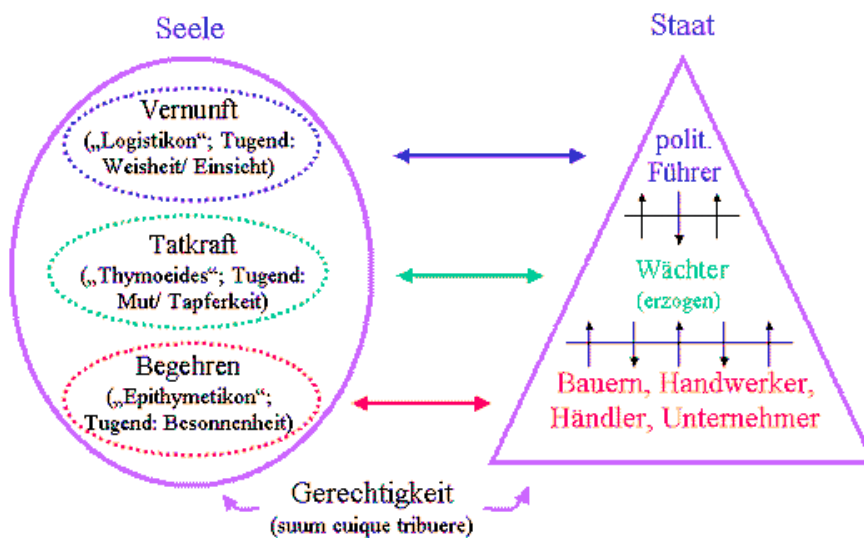 Seele
Staat
Vernunft
(„Logistikon“; Tugend:
Weisheit/ Einsicht)
polit.
Führer
Tatkraft
(„Thymoeides“; Tugend:
Mut/ Tapferkeit)
Wächter
(erzogen)
Begehren
(„Epithymetikon“;
Tugend: Besonnenheit)
Bauern, Handwerker,
Händler, Unternehmer
Gerechtigkeit
(suum cuique tribuere)